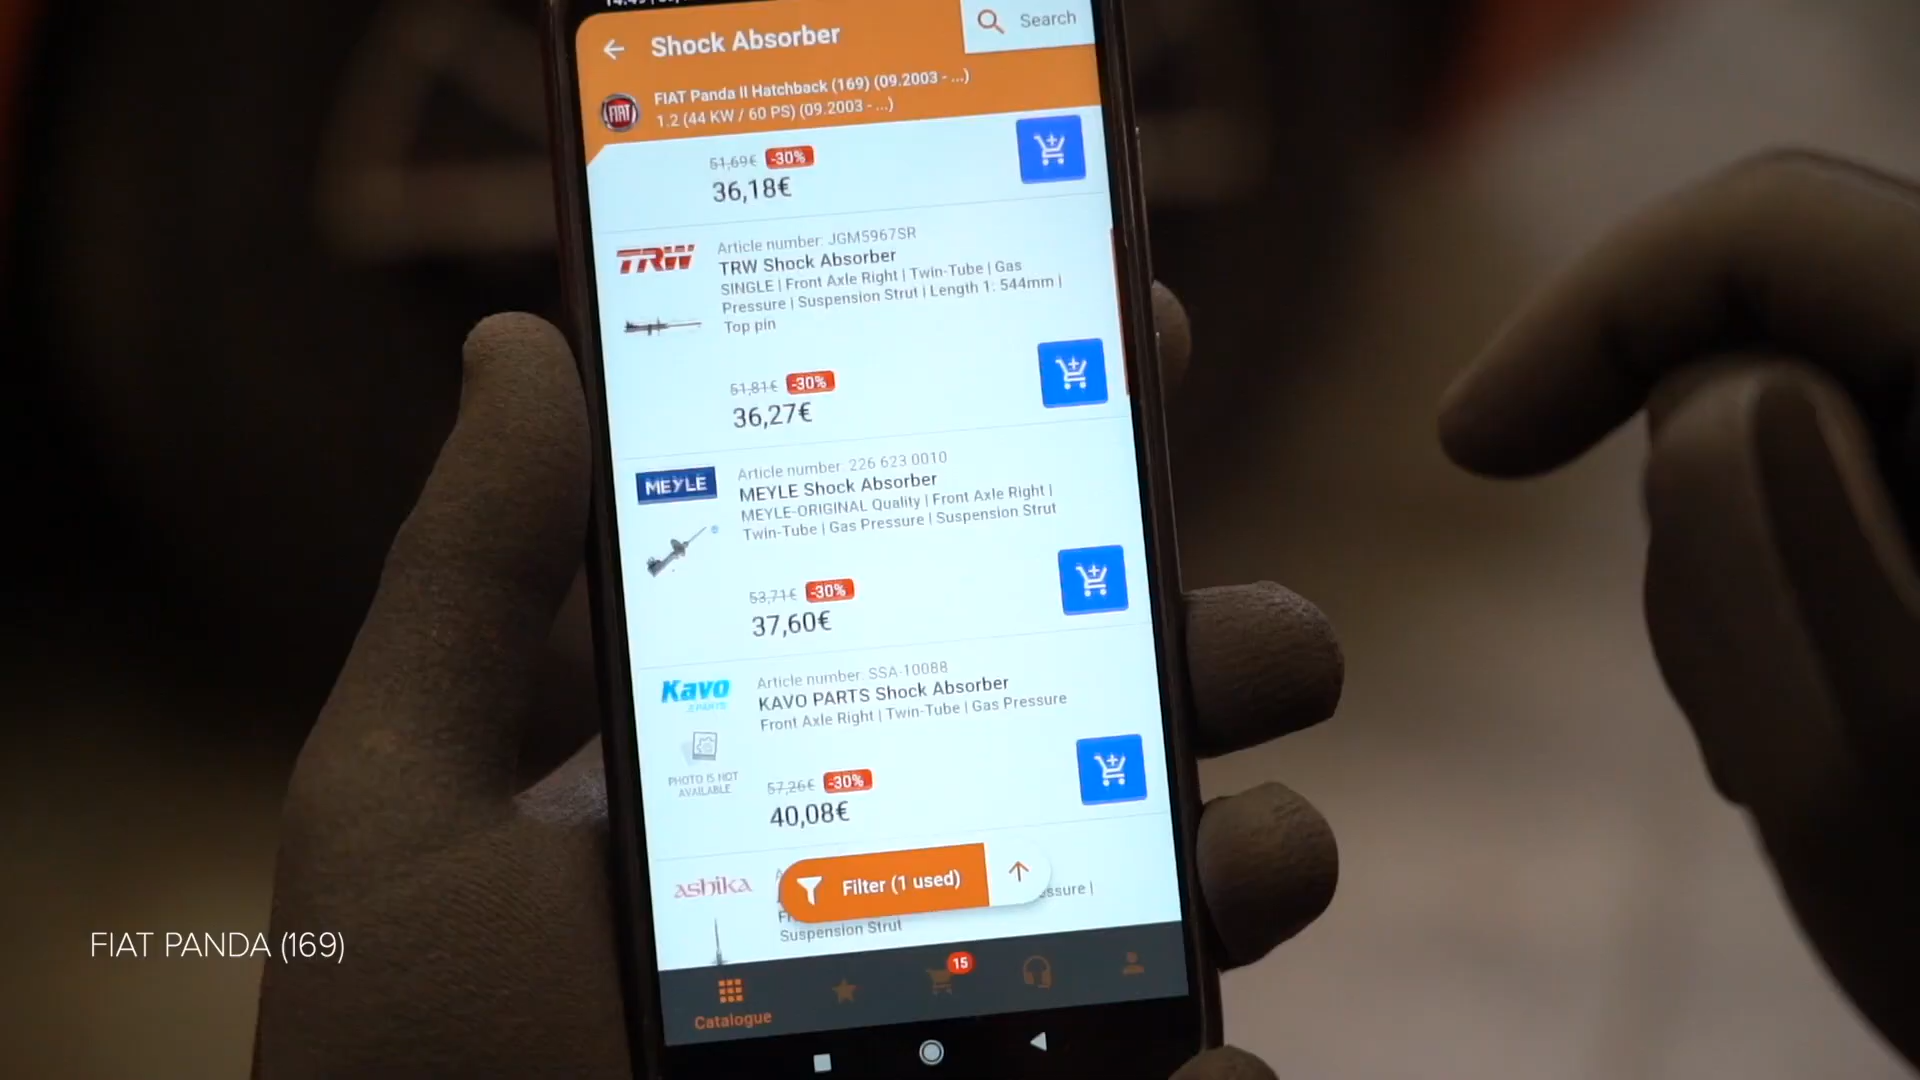 Shock Absorber
Search
FIAT Panda II Hatchback (169) (09.2003 - ...)
1.2 (44 KW / 60 PS) (09.2003 - ...)
FIAT
51,69€ -30%
36,18€
TRW
Article number: JGM5967SR
TRW Shock Absorber
SINGLE | Front Axle Right | Twin-Tube | Gas
Pressure | Suspension Strut | Length 1: 544mm |
Top pin
51,81€ -30%
36,27€
MEYLE
Article number: 226 623 0010
MEYLE Shock Absorber
MEYLE-ORIGINAL Quality | Front Axle Right |
Twin-Tube | Gas Pressure | Suspension Strut
53,71€ -30%
37,60€
Kavo
PARTS
Article number: SSA-10088
KAVO PARTS Shock Absorber
Front Axle Right | Twin-Tube | Gas Pressure
PHOTO IS NOT
AVAILABLE
57,26€ -30%
40,08€
ashika
Filter (1 used)
Suspension Strut
15
Catalogue
FIAT PANDA (169)